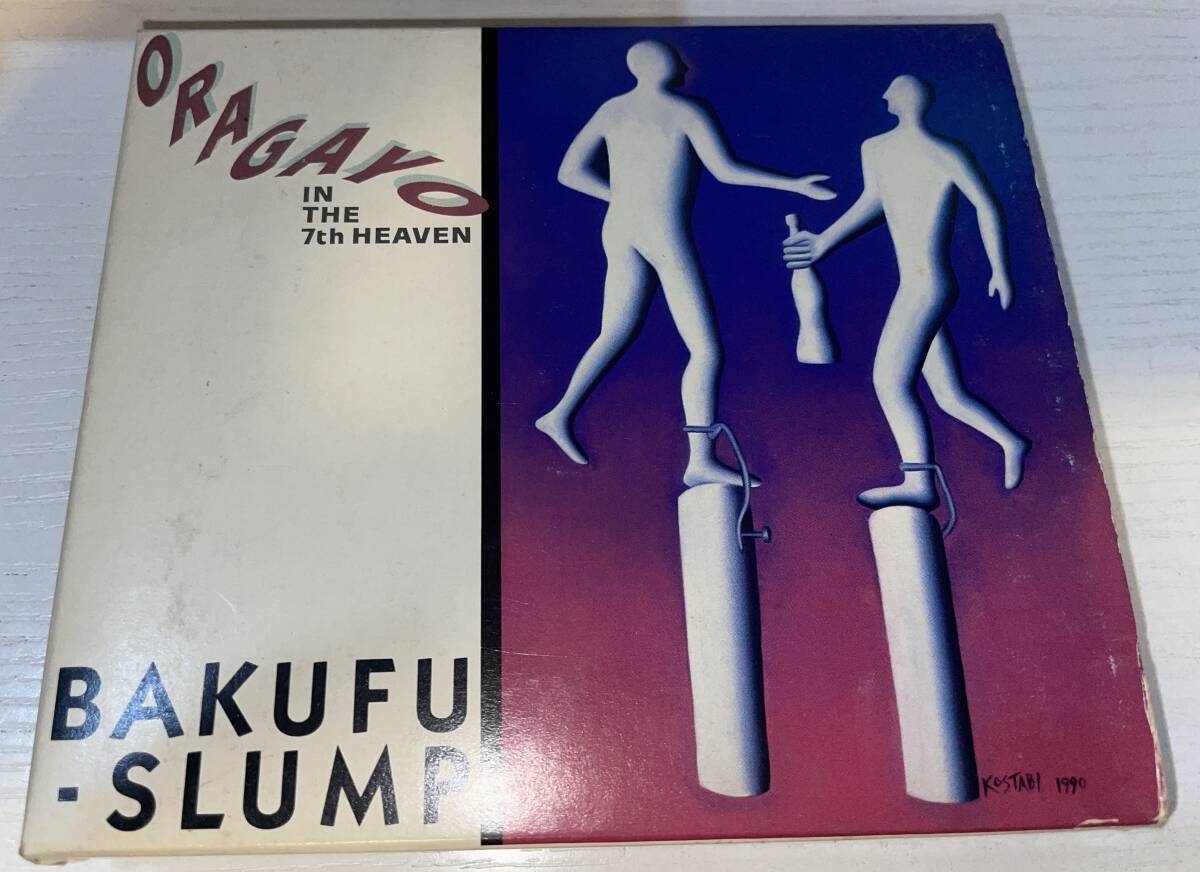 ORAGAYO
IN
THE
7th HEAVEN
BAKUFU
-SLUMP
KOSTABI 1990